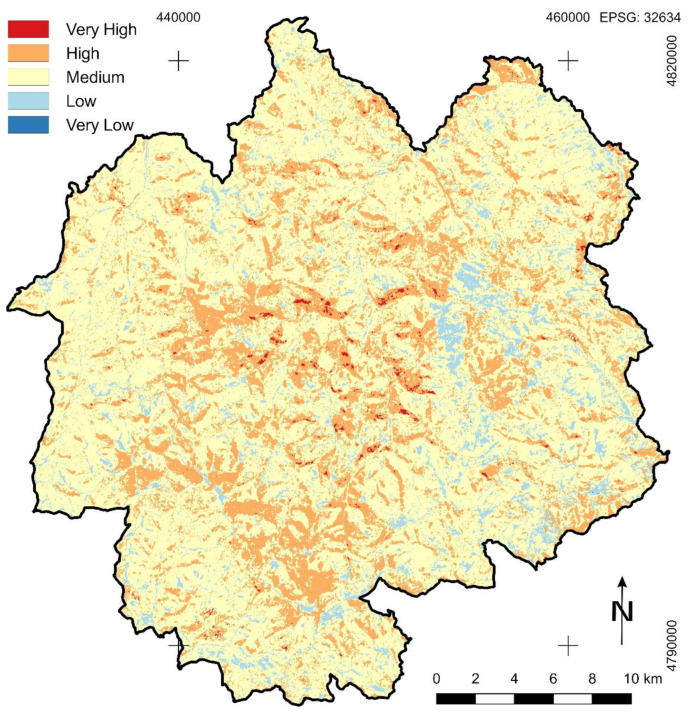 440000
460000 EPSG: 32634
Very High
High
Medium
Low
Very Low
4820000
N
4790000
0 2 4 6 8 10 km